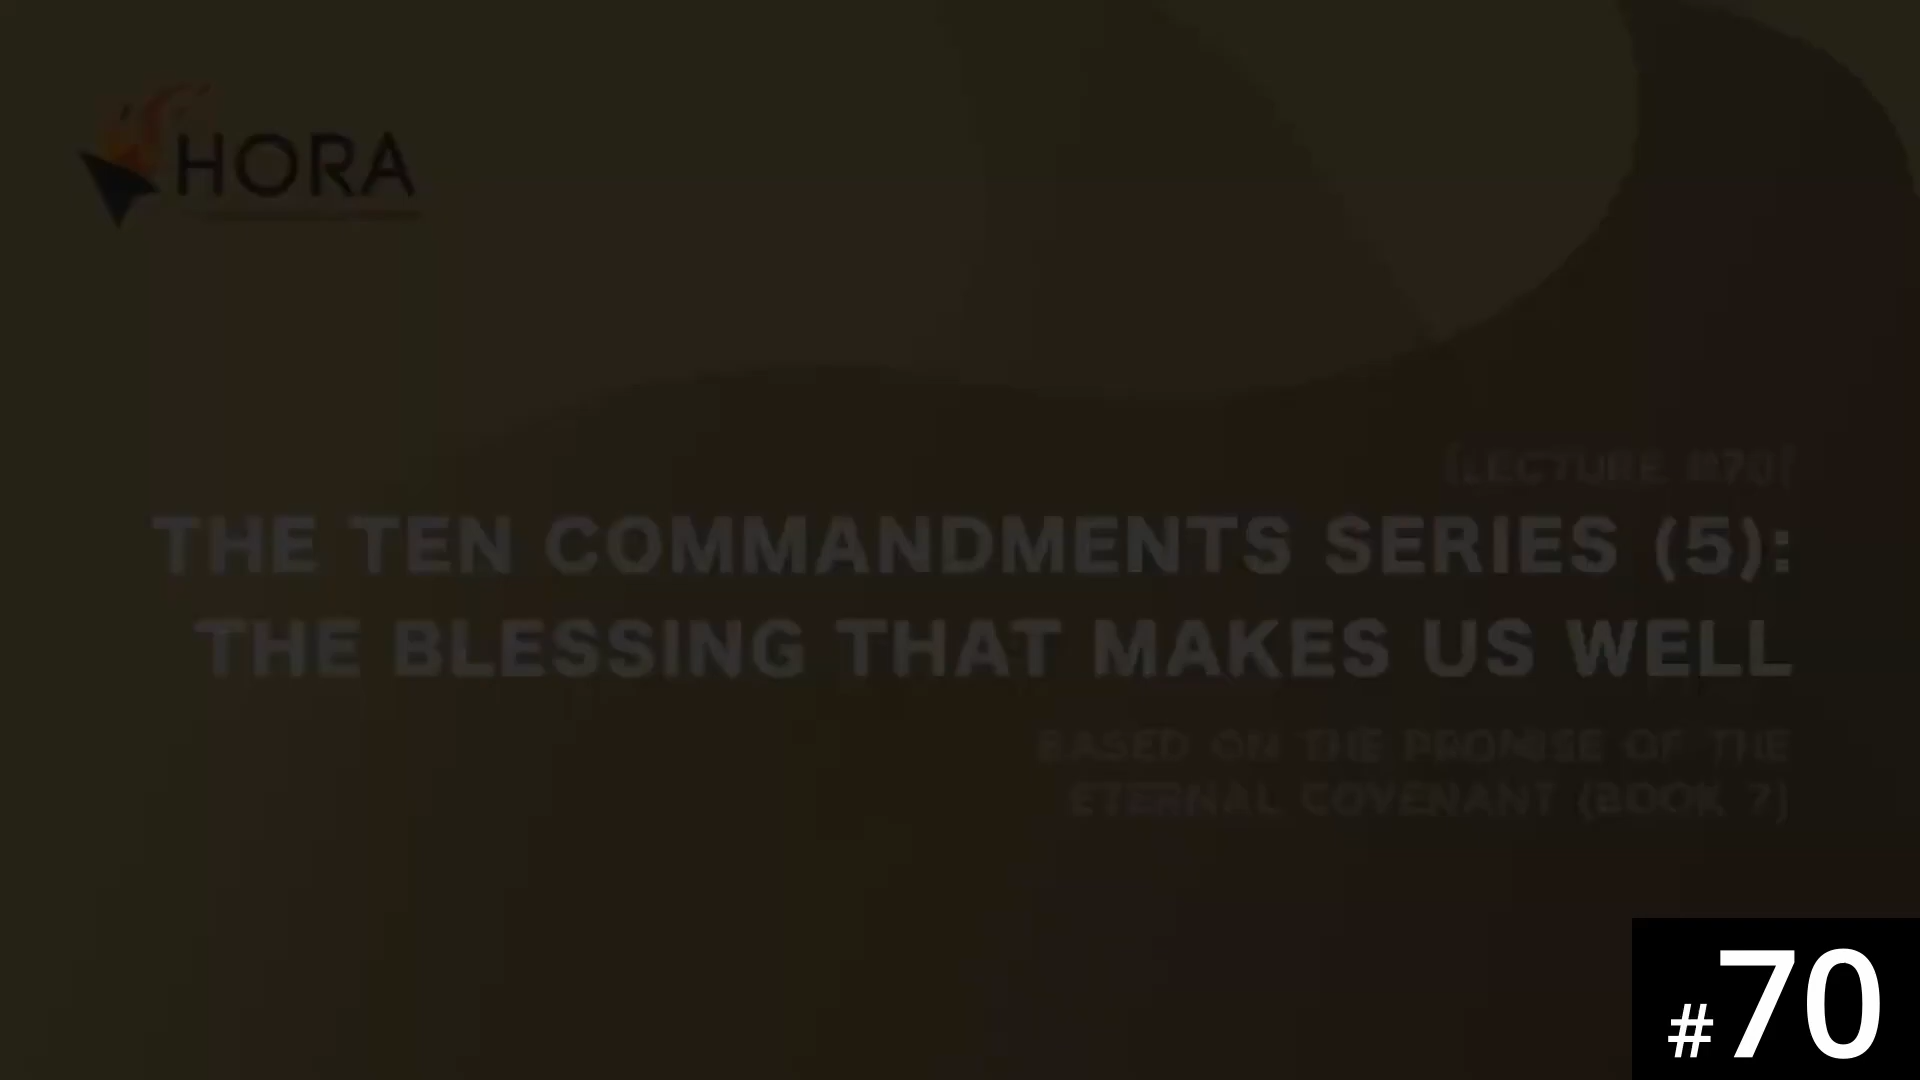 HORA
[LECTURE #70]
THE TEN COMMANDMENTS SERIES (5):
THE BLESSING THAT MAKES US WELL
BASED ON THE PROMISE OF THE
ETERNAL COVENANT (BOOK 7)
#70